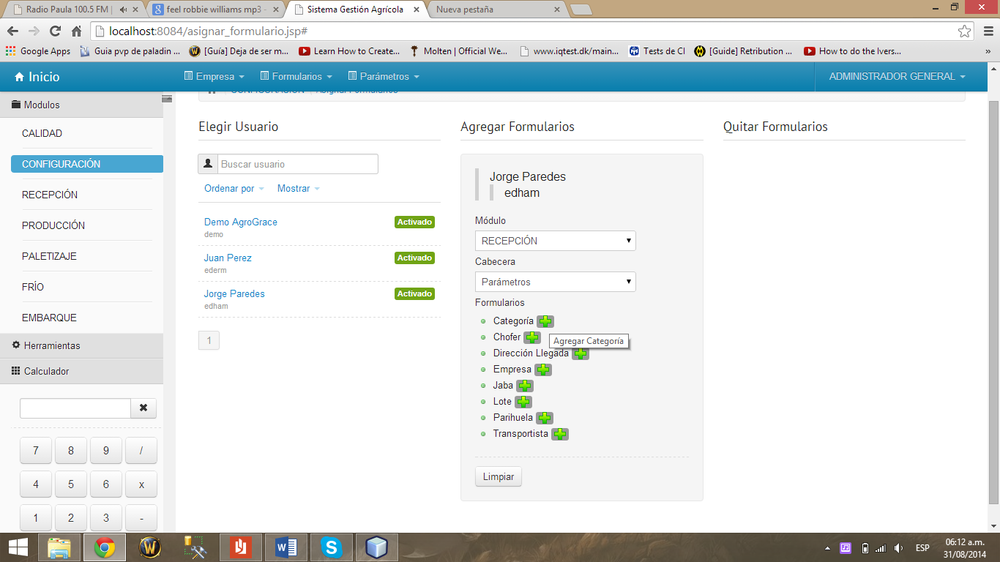 Radio Paula 100.5 FM |
feel robbie williams mp3 -
Sistema Gestión Agrícola
Nueva pestaña
localhost:8084/asignar_formulario.jsp#
Google Apps
Guia pvp de paladin ...
[Guía] Deja de ser m...
Learn How to Create...
Molten | Official We...
www.iqtest.dk/main...
Tests de CI
[Guide] Retribution ...
How to do the Ivers...
»
Inicio
Empresa
Formularios
Parámetros
ADMINISTRADOR GENERAL
CONFIGURACIÓN
Asignar Formularios
Modulos
CALIDAD
CONFIGURACIÓN
RECEPCIÓN
PRODUCCIÓN
PALETIZAJE
FRÍO
EMBARQUE
Herramientas
Calculador
7 8 9 /
4 5 6 x
1 2 3 -
Elegir Usuario
Buscar usuario
Ordenar por
Mostrar
Demo AgroGrace
Activado
demo
Juan Perez
Activado
ederm
Jorge Paredes
Activado
edham
1
Agregar Formularios
Jorge Paredes
edham
Módulo
RECEPCIÓN
Cabecera
Parámetros
Formularios
Categoría
Chofer
Agregar Categoría
Dirección Llegada
Empresa
Jaba
Lote
Parihuela
Transportista
Limpiar
Quitar Formularios
ESP
06:12 a.m.
31/08/2014